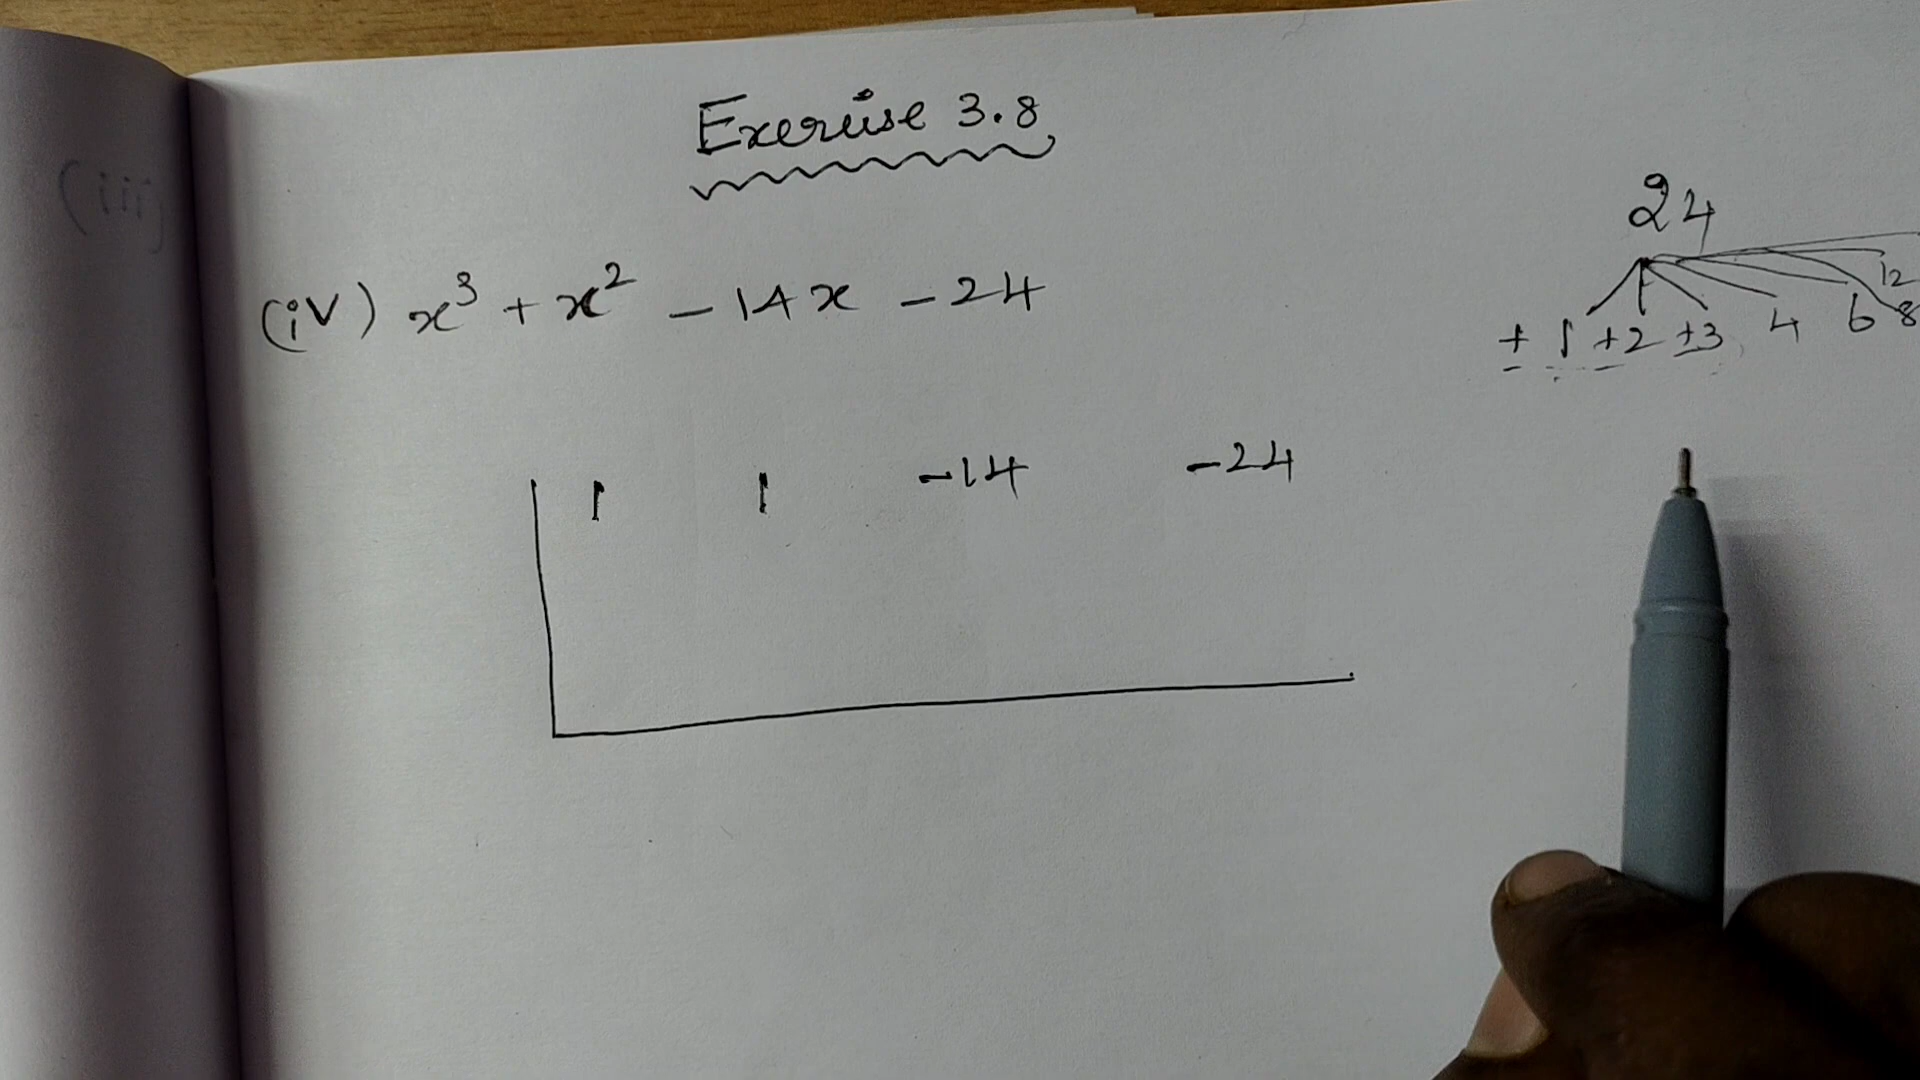 Exercise 3.8
(iii)
24
(iv) x³ + x² - 14x - 24
12
± 1 ±2 ±3 4 6 8
1 1 -14 -24